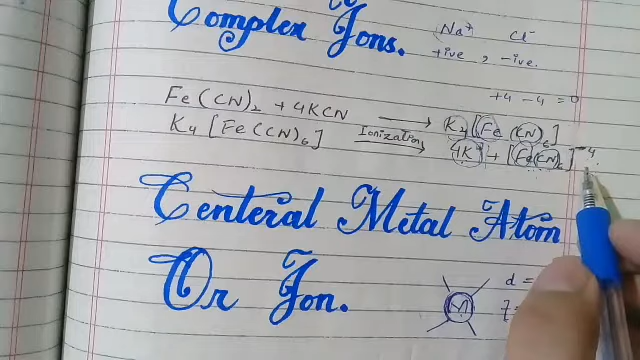 Complex Ions.
Na⁺ Cl⁻
+ive , -ive.
+4 - 4 = 0
Fe(CN)₂ + 4KCN ⟶ K₄[Fe(CN)₆]
K₄[Fe(CN)₆] Ionization ⟶ 4K⁺ + [Fe(CN)₆]⁻⁴
Centeral Metal Atom
Or Ion.
M
d =